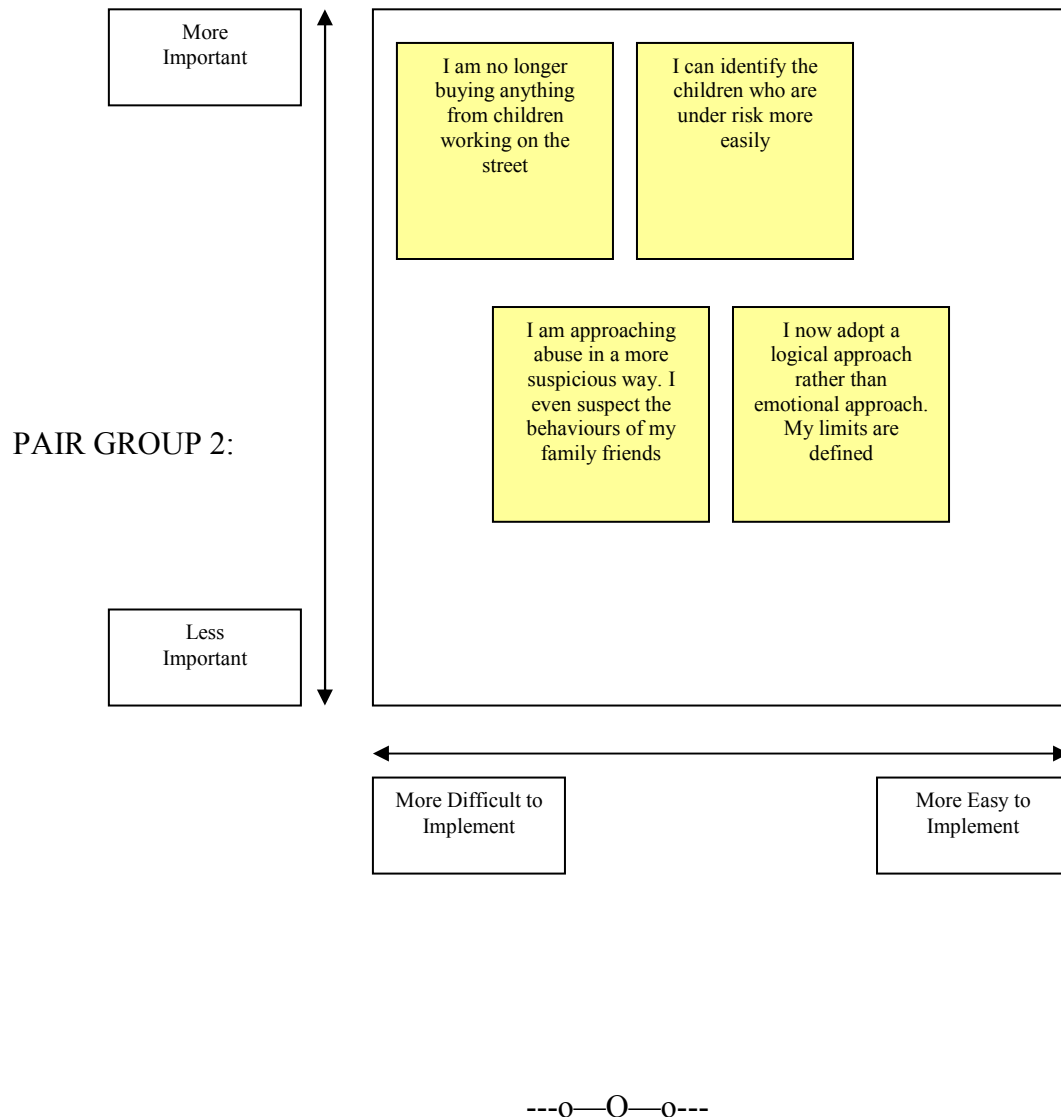 More
Important
I am no longer
buying anything
from children
working on the
street
I can identify the
children who are
under risk more
easily
I am approaching
abuse in a more
suspicious way. I
even suspect the
behaviours of my
family friends
I now adopt a
logical approach
rather than
emotional approach.
My limits are
defined
PAIR GROUP 2:
Less
Important
More Difficult to
Implement
More Easy to
Implement
---o—O—o---